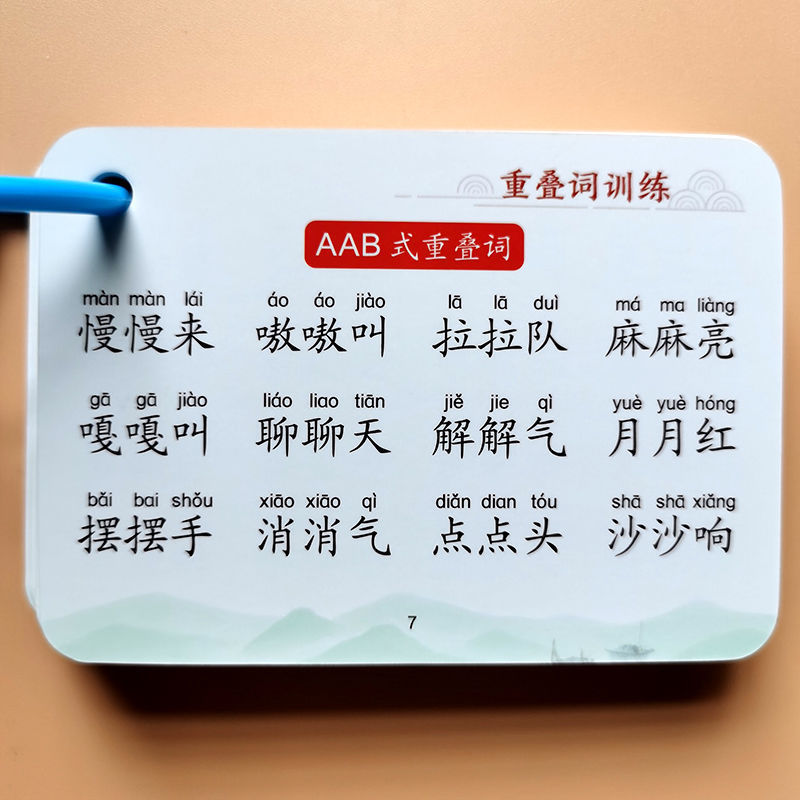 重叠词训练
AAB 式重叠词
màn màn lái áo áo jiào lā lā duì má ma liàng
慢慢来 嗷嗷叫 拉拉队 麻麻亮
gā gā jiào liáo liao tiān jiě jie qì yuè yuè hóng
嘎嘎叫 聊聊天 解解气 月月红
bǎi bai shǒu xiāo xiāo qì diǎn dian tóu shā shā xiǎng
摆摆手 消消气 点点头 沙沙响
7